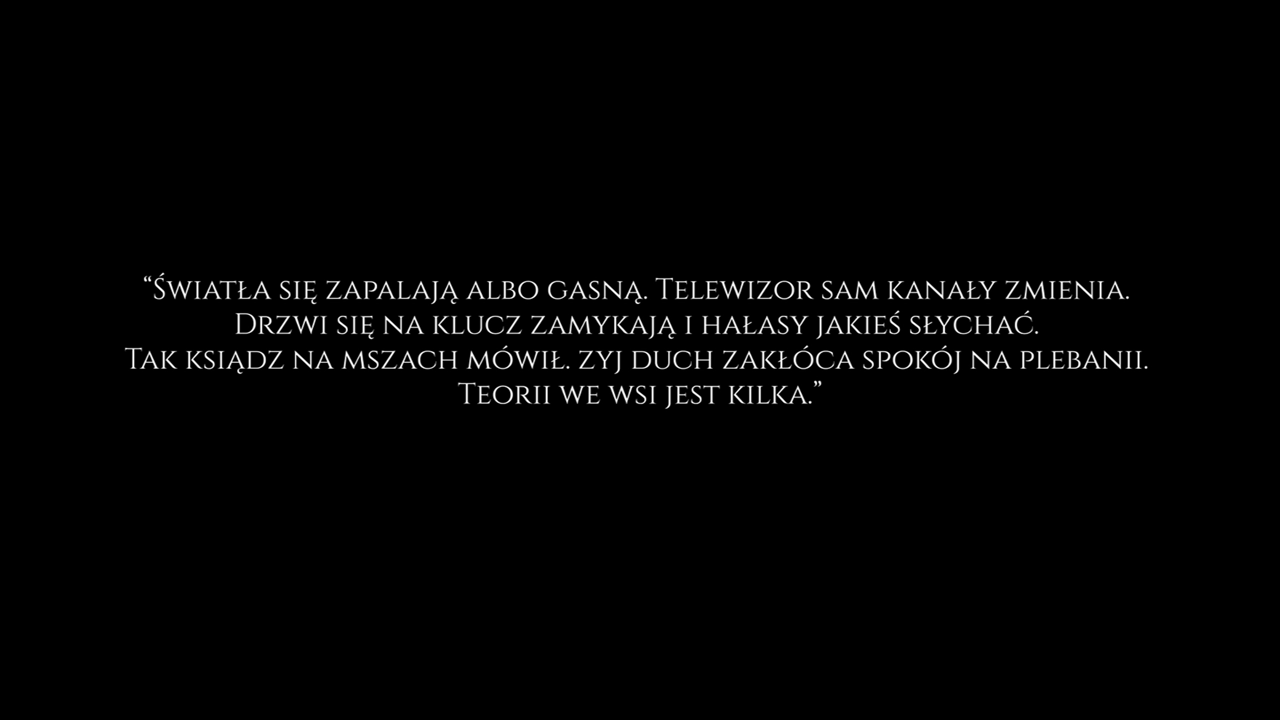 “Światła się zapalają albo gasną. Telewizor sam kanały zmienia.
Drzwi się na klucz zamykają i hałasy jakieś słychać.
Tak ksiądz na mszach mówił. zyj duch zakłóca spokój na plebanii.
Teorii we wsi jest kilka.”